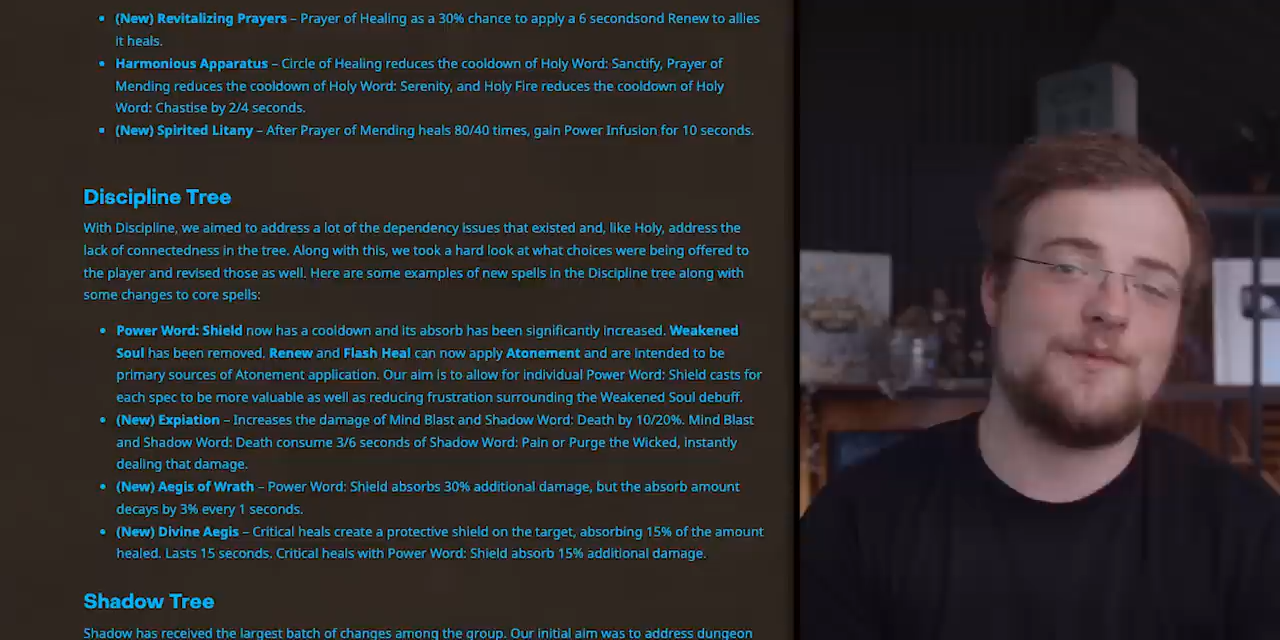 (New) Revitalizing Prayers – Prayer of Healing as a 30% chance to apply a 6 secondsond Renew to allies
it heals.
Harmonious Apparatus – Circle of Healing reduces the cooldown of Holy Word: Sanctify, Prayer of
Mending reduces the cooldown of Holy Word: Serenity, and Holy Fire reduces the cooldown of Holy
Word: Chastise by 2/4 seconds.
(New) Spirited Litany – After Prayer of Mending heals 80/40 times, gain Power Infusion for 10 seconds.
Discipline Tree
With Discipline, we aimed to address a lot of the dependency issues that existed and, like Holy, address the
lack of connectedness in the tree. Along with this, we took a hard look at what choices were being offered to
the player and revised those as well. Here are some examples of new spells in the Discipline tree along with
some changes to core spells:
Power Word: Shield now has a cooldown and its absorb has been significantly increased. Weakened
Soul has been removed. Renew and Flash Heal can now apply Atonement and are intended to be
primary sources of Atonement application. Our aim is to allow for individual Power Word: Shield casts for
each spec to be more valuable as well as reducing frustration surrounding the Weakened Soul debuff.
(New) Expiation – Increases the damage of Mind Blast and Shadow Word: Death by 10/20%. Mind Blast
and Shadow Word: Death consume 3/6 seconds of Shadow Word: Pain or Purge the Wicked, instantly
dealing that damage.
(New) Aegis of Wrath – Power Word: Shield absorbs 30% additional damage, but the absorb amount
decays by 3% every 1 seconds.
(New) Divine Aegis – Critical heals create a protective shield on the target, absorbing 15% of the amount
healed. Lasts 15 seconds. Critical heals with Power Word: Shield absorb 15% additional damage.
Shadow Tree
Shadow has received the largest batch of changes among the group. Our initial aim was to address dungeon